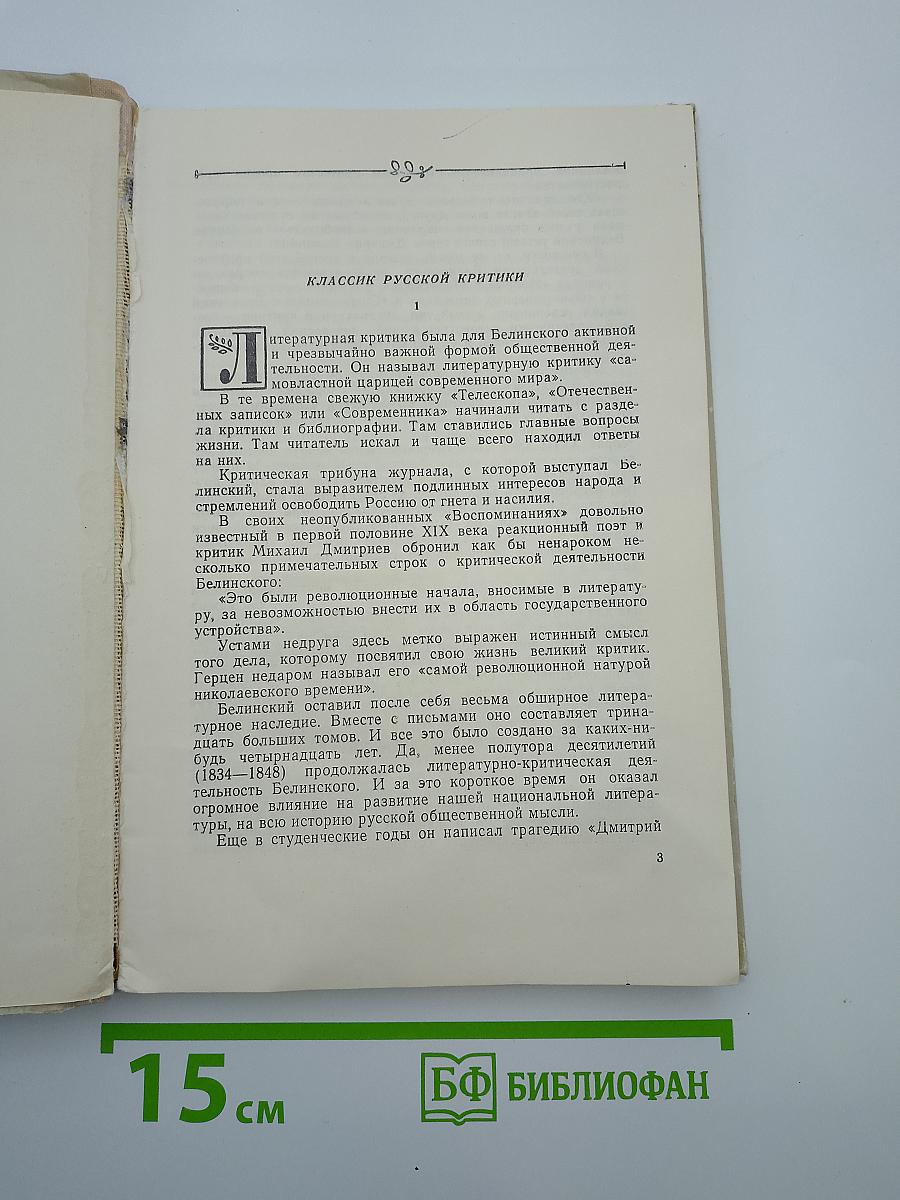 КЛАССИК РУССКОЙ КРИТИКИ
1
Литературная критика была для Белинского активной
и чрезвычайно важной формой общественной дея-
тельности. Он называл литературную критику «са-
мовластной царицей современного мира».
В те времена свежую книжку «Телескопа», «Отечествен-
ных записок» или «Современника» начинали читать с разде-
ла критики и библиографии. Там ставились главные вопросы
жизни. Там читатель искал и чаще всего находил ответы
на них.
Критическая трибуна журнала, с которой выступал Бе-
линский, стала выразителем подлинных интересов народа и
стремлений освободить Россию от гнета и насилия.
В своих неопубликованных «Воспоминаниях» довольно
известный в первой половине XIX века реакционный поэт и
критик Михаил Дмитриев обронил как бы ненароком не-
сколько примечательных строк о критической деятельности
Белинского:
«Это были революционные начала, вносимые в литерату-
ру, за невозможностью внести их в область государственного
устройства».
Устами недруга здесь метко выражен истинный смысл
того дела, которому посвятил свою жизнь великий критик.
Герцен недаром называл его «самой революционной натурой
николаевского времени».
Белинский оставил после себя весьма обширное литера-
турное наследие. Вместе с письмами оно составляет трина-
дцать больших томов. И все это было создано за каких-ни-
будь четырнадцать лет. Да, менее полутора десятилетий
(1834—1848) продолжалась литературно-критическая дея-
тельность Белинского. И за это короткое время он оказал
огромное влияние на развитие нашей национальной литера-
туры, на всю историю русской общественной мысли.
Еще в студенческие годы он написал трагедию «Дмитрий
3
15 см
БФ БИБЛИОФАН